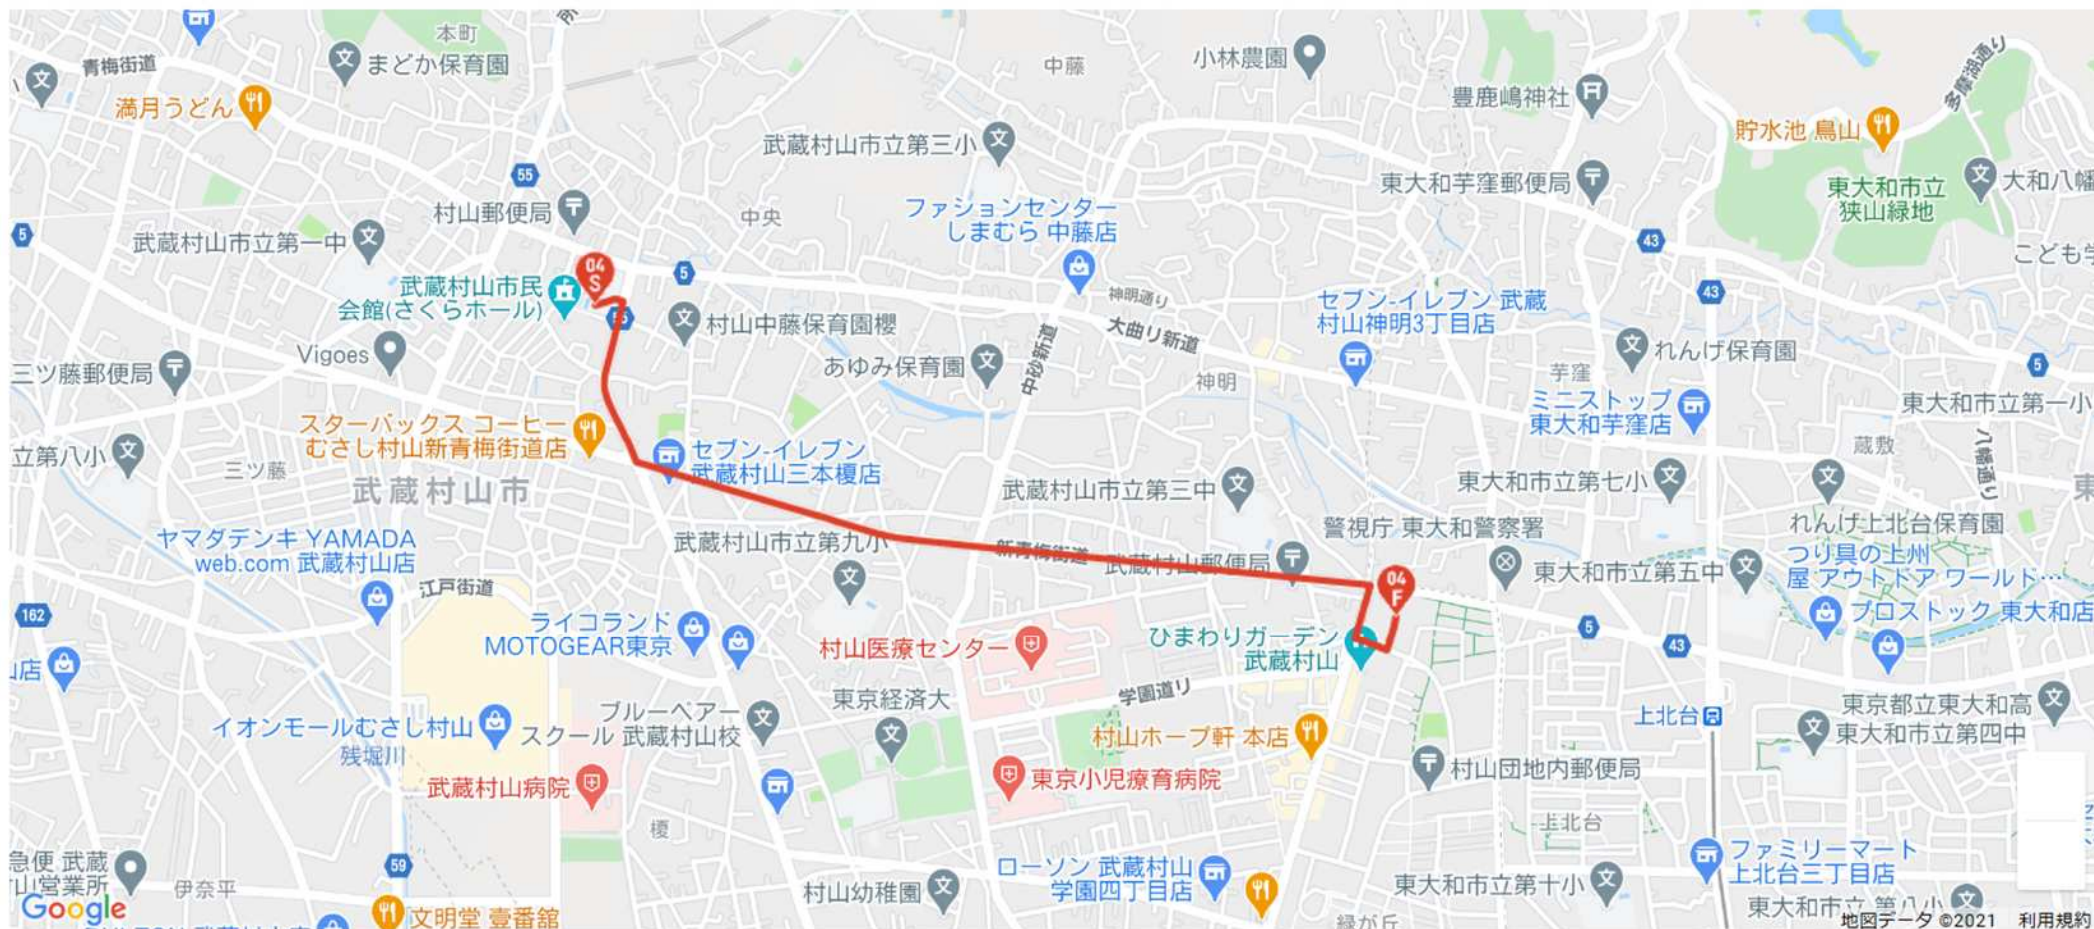 本町
青梅街道
まどか保育園
中藤
小林農園
多摩湖通り
満月うどん
豊鹿嶋神社
貯水池 鳥山
武蔵村山市立第三小
55
東大和芋窪郵便局
東大和市立
狭山緑地
大和八幡
村山郵便局
中央
ファッションセンター
しまむら 中藤店
5
武蔵村山市立第一中
43
こども学
04
S
5
武蔵村山市民
会館(さくらホール)
神明通り
43
村山中藤保育園櫻
大曲り新道
セブン-イレブン 武蔵
村山神明3丁目店
Vigoes
中砂新道
れんげ保育園
三ツ藤郵便局
あゆみ保育園
神明
芋窪
5
ミニストップ
東大和芋窪店
東大和市立第一小
スターバックス コーヒー
むさし村山新青梅街道店
セブン-イレブン
武蔵村山三本榎店
蔵敷
八幡通り
立第八小
三ツ藤
武蔵村山市
武蔵村山市立第三中
東大和市立第七小
東
れんげ上北台保育園
警視庁 東大和警察署
ヤマダデンキ YAMADA
web.com 武蔵村山店
武蔵村山市立第九小
新青梅街道
武蔵村山郵便局
東大和市立第五中
つり具の上州
屋 アウトドア ワールド…
江戸街道
04
F
162
ライコランド
MOTOGEAR東京
プロストック 東大和店
5
43
ひまわりガーデン
武蔵村山
村山医療センター
山店
学園道り
東京経済大
ブルーベアー
スクール 武蔵村山校
上北台
東京都立東大和高
東大和市立第四中
イオンモールむさし村山
残堀川
村山ホープ軒 本店
村山団地内郵便局
武蔵村山病院
東京小児療育病院
榎
上北台
急便 武蔵
山営業所
59
伊奈平
ローソン 武蔵村山
学園四丁目店
村山幼稚園
ファミリーマート
上北台三丁目店
東大和市立第十小
東大和市立 第八小
Google
文明堂 壹番舘
緑が丘
地図データ ©2021 利用規約